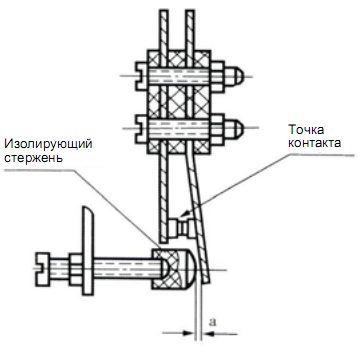 Точка
контакта
Изолирующий
стержень
a